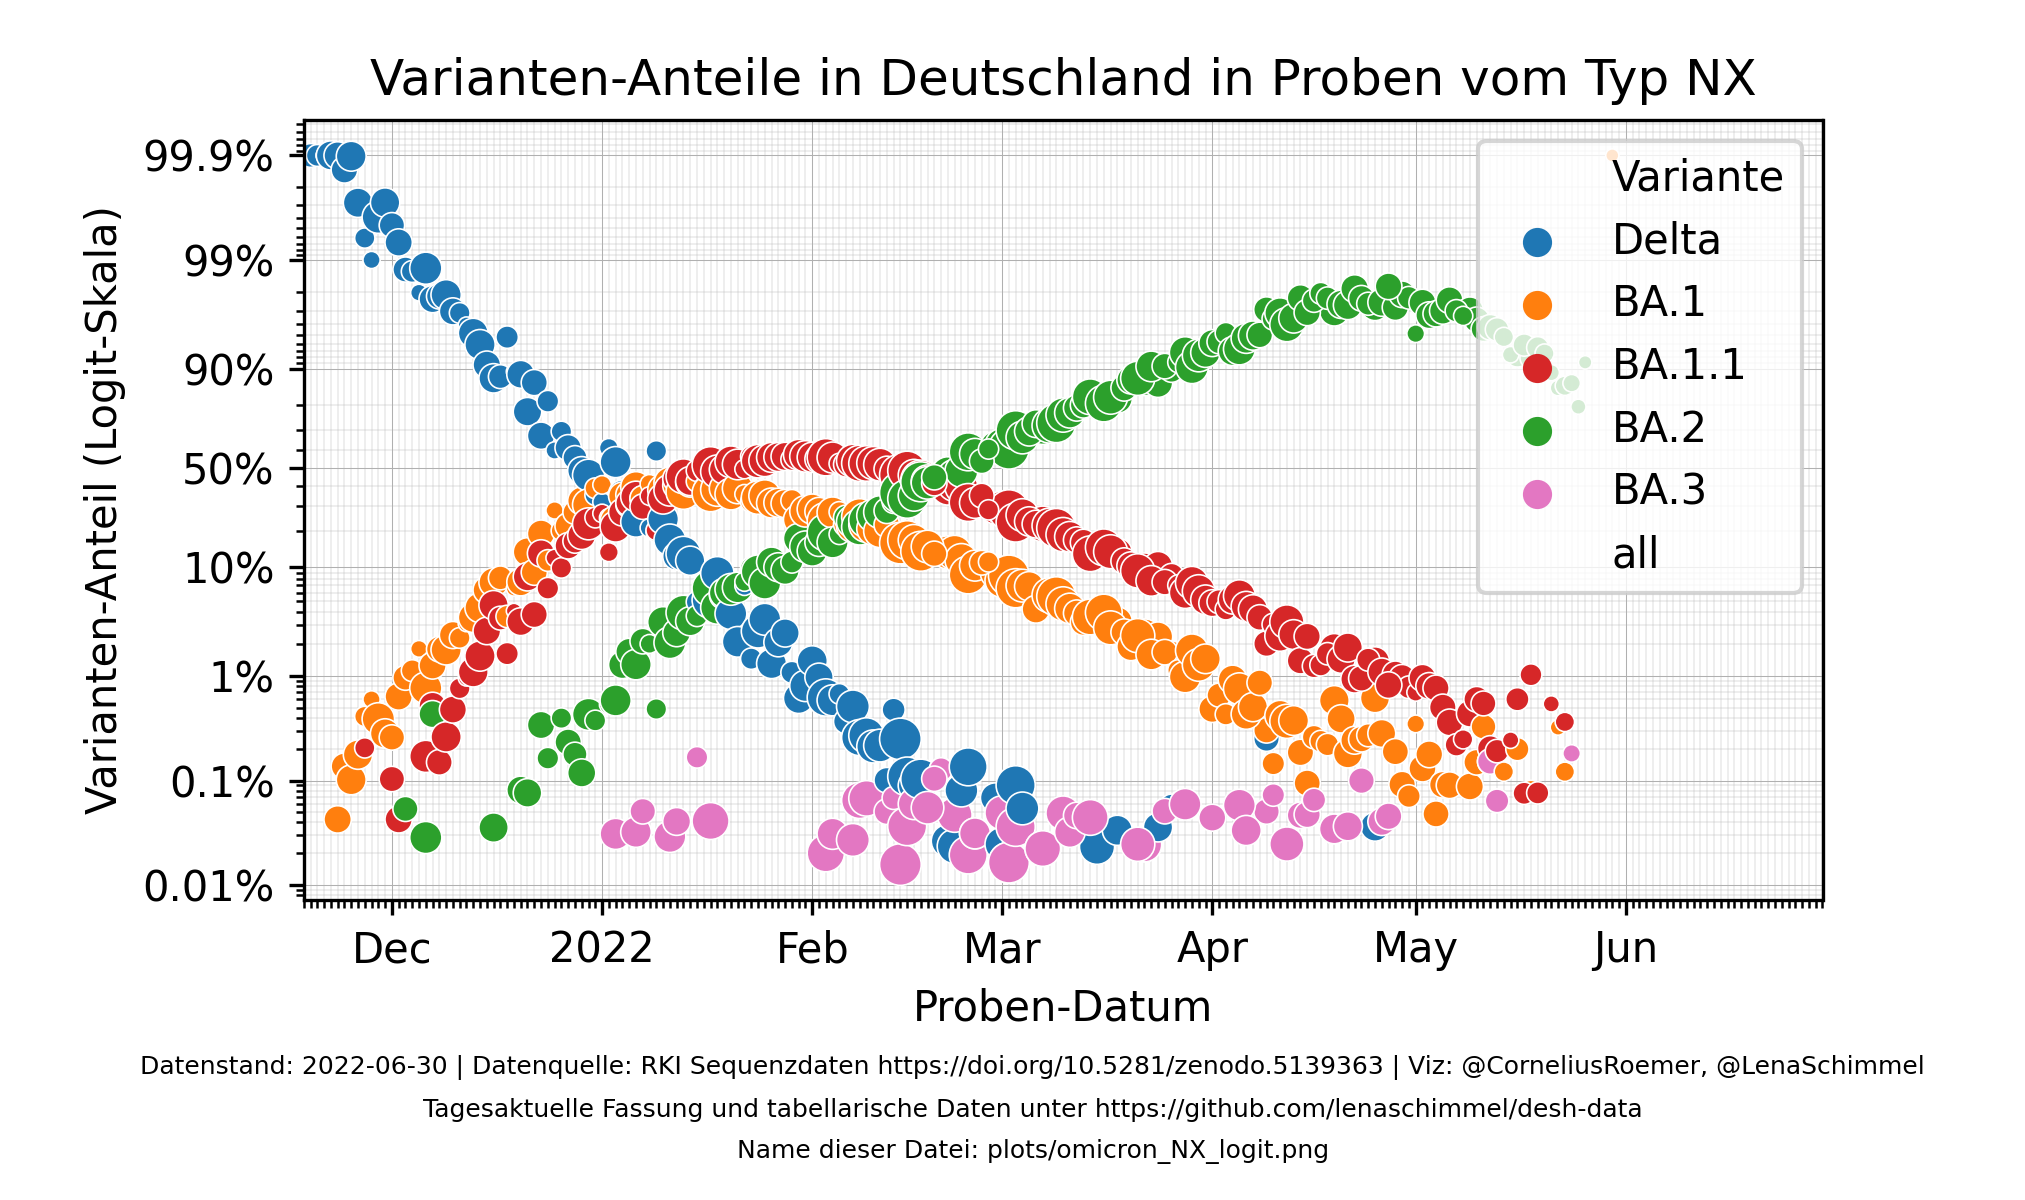 Varianten-Anteile in Deutschland in Proben vom Typ NX
Varianten-Anteil (Logit-Skala)
99.9%
99%
90%
50%
10%
1%
0.1%
0.01%
Variante
Delta
BA.1
BA.1.1
BA.2
BA.3
all
Dec 2022 Feb Mar Apr May Jun
Proben-Datum
Datenstand: 2022-06-30 | Datenquelle: RKI Sequenzdaten https://doi.org/10.5281/zenodo.5139363 | Viz: @CorneliusRoemer, @LenaSchimmel
Tagesaktuelle Fassung und tabellarische Daten unter https://github.com/lenaschimmel/desh-data
Name dieser Datei: plots/omicron_NX_logit.png